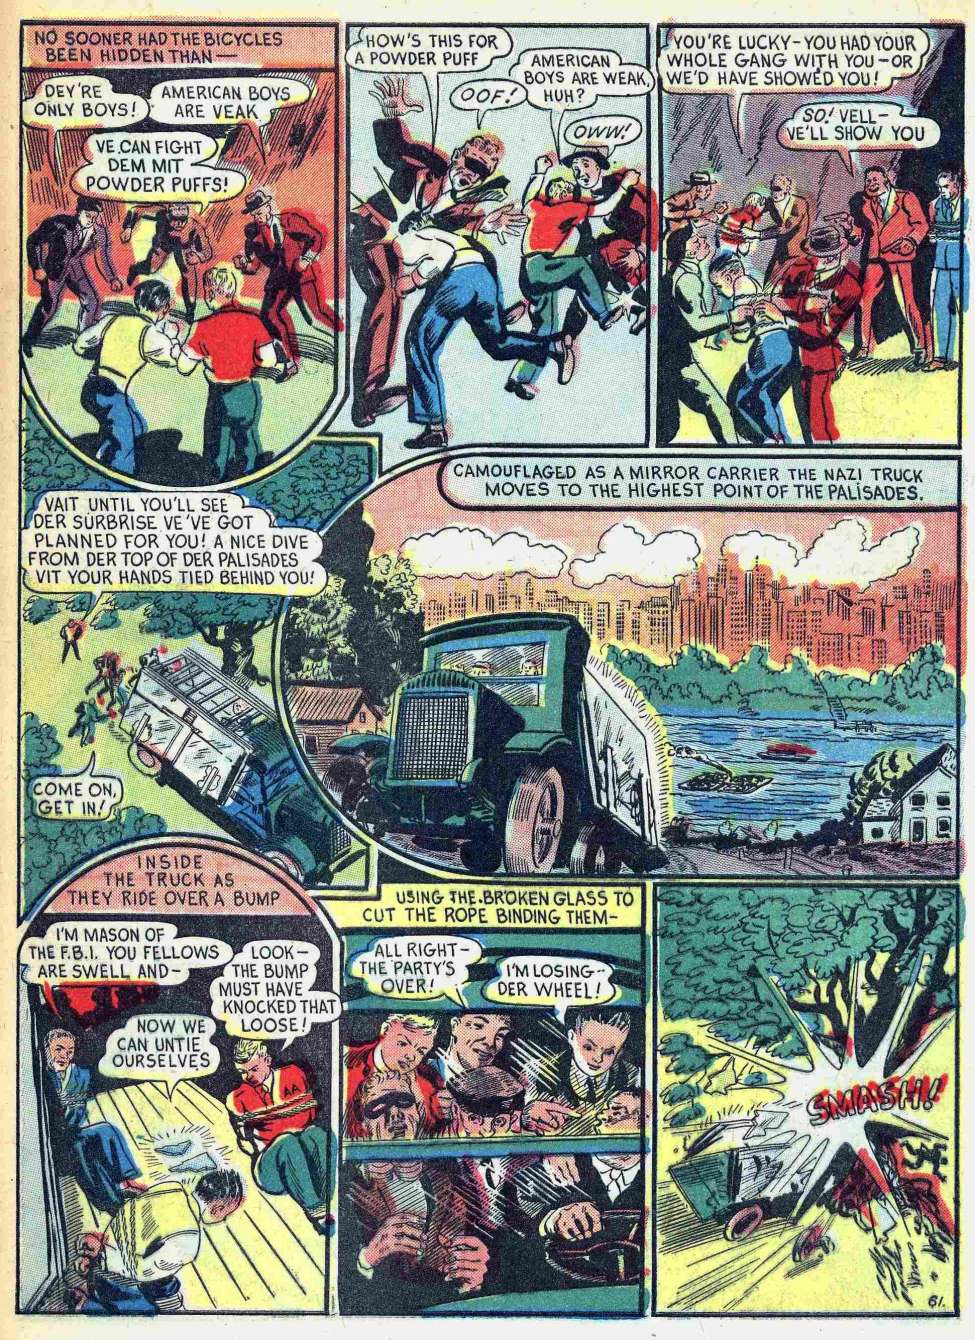 NO SOONER HAD THE BICYCLES
BEEN HIDDEN THAN—
DEY'RE
ONLY BOYS!
AMERICAN BOYS
ARE VEAK
VE CAN FIGHT
DEM MIT
POWDER PUFFS!
HOW'S THIS FOR
A POWDER PUFF
OOF!
AMERICAN
BOYS ARE WEAK,
HUH?
OWW!
YOU'RE LUCKY-YOU HAD YOUR
WHOLE GANG WITH YOU-OR
WE'D HAVE SHOWED YOU!
SO! VELL-
VE'LL SHOW YOU
VAIT UNTIL YOU'LL SEE
DER SURBRISE VE'VE GOT
PLANNED FOR YOU! A NICE DIVE
FROM DER TOP OF DER PALISADES
VIT YOUR HANDS TIED BEHIND YOU!
COME ON,
GET IN!
CAMOUFLAGED AS A MIRROR CARRIER THE NAZI TRUCK
MOVES TO THE HIGHEST POINT OF THE PALISADES.
INSIDE
THE TRUCK AS
THEY RIDE OVER A BUMP
I'M MASON OF
THE F.B.I. YOU FELLOWS
ARE SWELL AND-
LOOK-
THE BUMP
MUST HAVE
KNOCKED THAT
LOOSE!
NOW WE
CAN UNTIE
OURSELVES
AA
USING THE BROKEN GLASS TO
CUT THE ROPE BINDING THEM-
ALL RIGHT-
THE PARTY'S
OVER!
I'M LOSING-
DER WHEEL!
SMASH!
61.